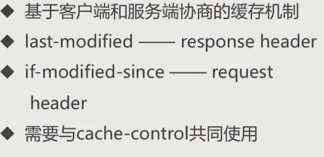 ◆ 基于客户端和服务端协商的缓存机制
◆ last-modified —— response header
◆ if-modified-since —— request
header
◆ 需要与cache-control共同使用